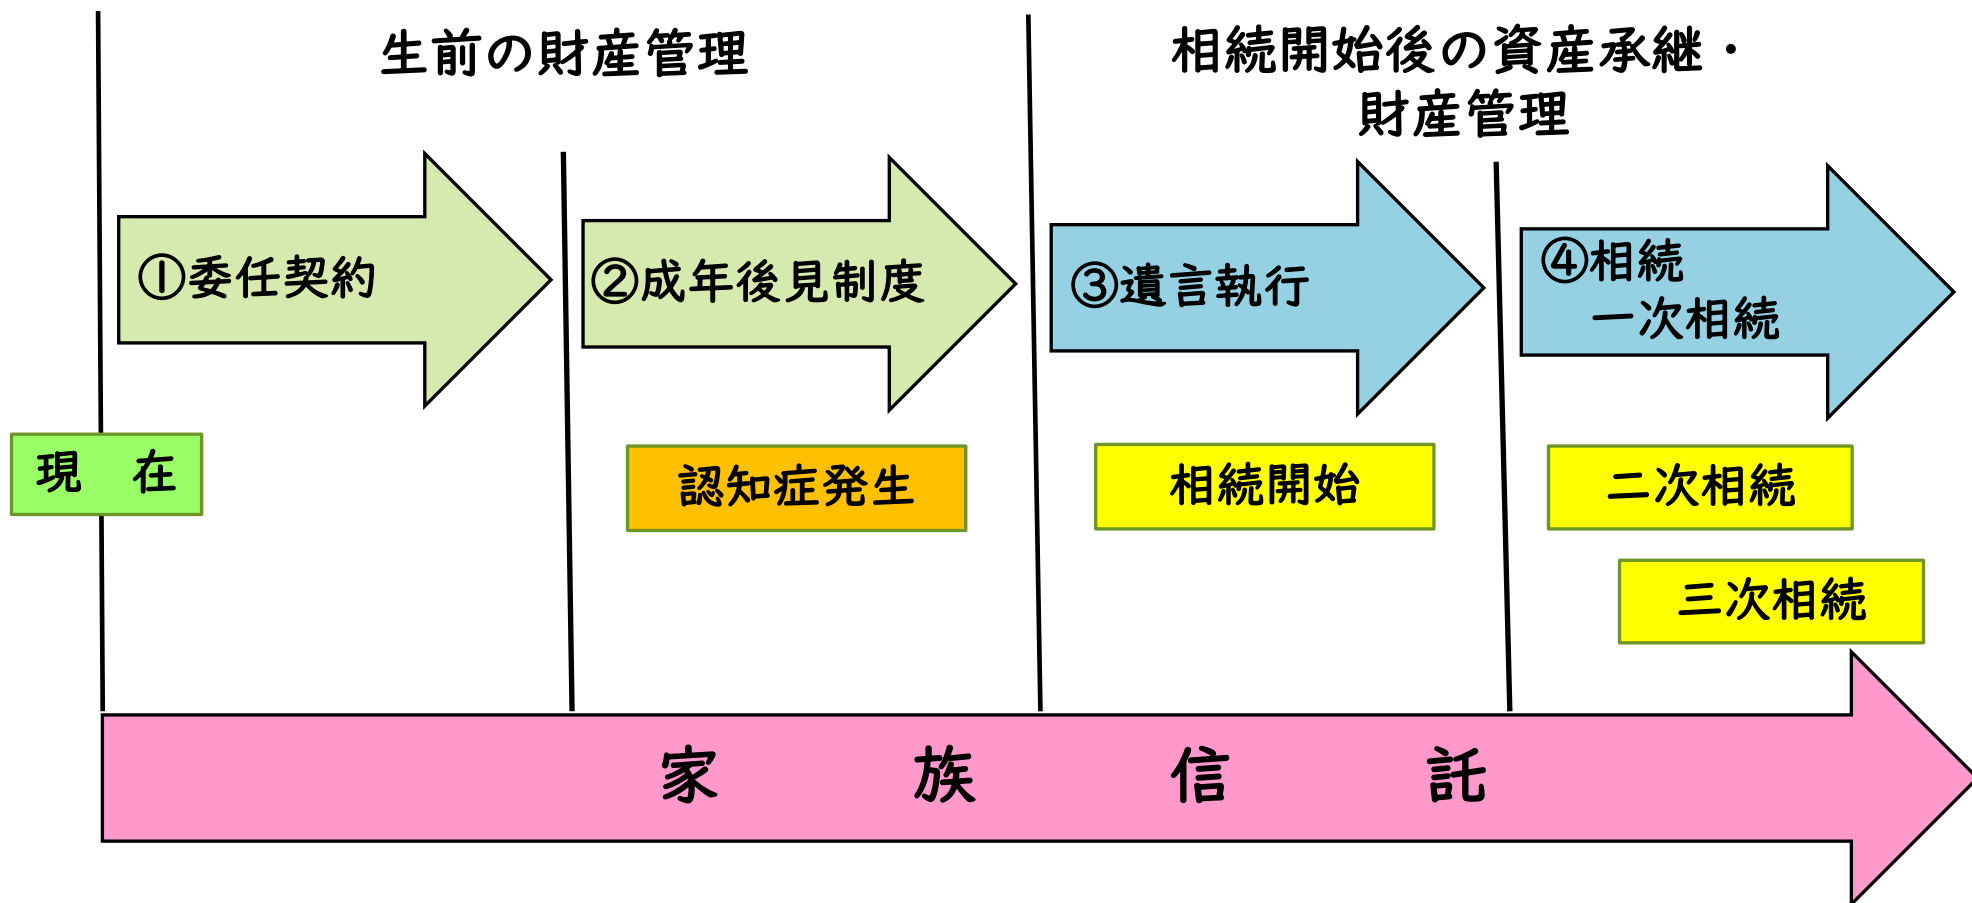 生前の財産管理
相続開始後の資産承継・
財産管理
①委任契約
②成年後見制度
③遺言執行
④相続
一次相続
現　在
認知症発生
相続開始
二次相続
三次相続
家　族　信　託